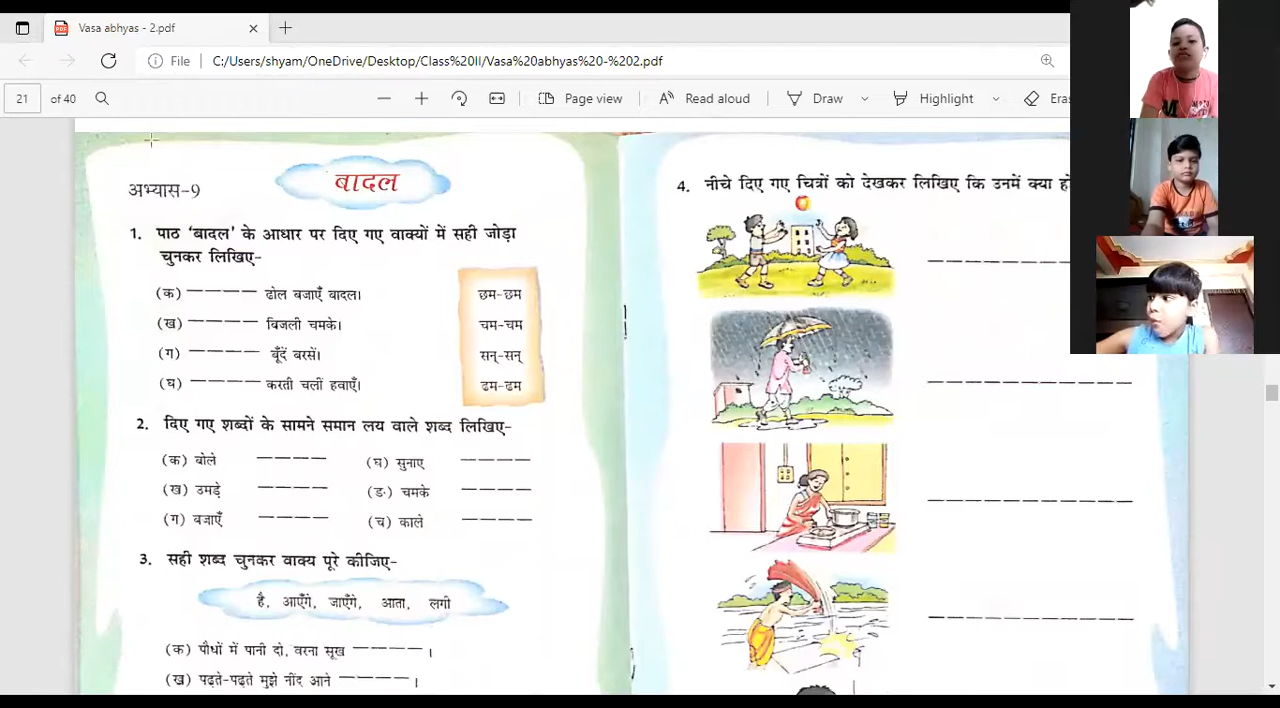 Vasa abhyas - 2.pdf
File C:/Users/shyam/OneDrive/Desktop/Class%20II/Vasa%20abhyas%20-%202.pdf
21 of 40 Page view Read aloud Draw Highlight Eras
अभ्यास-9
बादल
1. पाठ 'बादल' के आधार पर दिए गए वाक्यों में सही जोड़ा
चुनकर लिखिए-
(क) ———— ढोल बजाएँ बादल। छम-छम
(ख) ———— बिजली चमके। चम-चम
(ग) ———— बूँदें बरसें। सन्-सन्
(घ) ———— करती चलीं हवाएँ। ढम-ढम
2. दिए गए शब्दों के सामने समान लय वाले शब्द लिखिए-
(क) बोले ———— (घ) सुनाए ————
(ख) उमड़े ———— (ङ) चमके ————
(ग) बजाएँ ———— (च) काले ————
3. सही शब्द चुनकर वाक्य पूरे कीजिए-
है, आएँगे, जाएँगे, आता, लगी
(क) पौधों में पानी दो, वरना सूख ————।
(ख) पढ़ते-पढ़ते मुझे नींद आने ————।
4. नीचे दिए गए चित्रों को देखकर लिखिए कि उनमें क्या हो